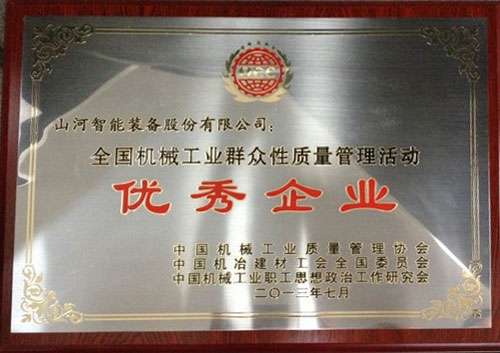 山河智能装备股份有限公司：
全国机械工业群众性质量管理活动
优秀企业
中国机械工业质量管理协会
中国机冶建材工会全国委员会
中国机械工业职工思想政治工作研究会
二〇一三年七月